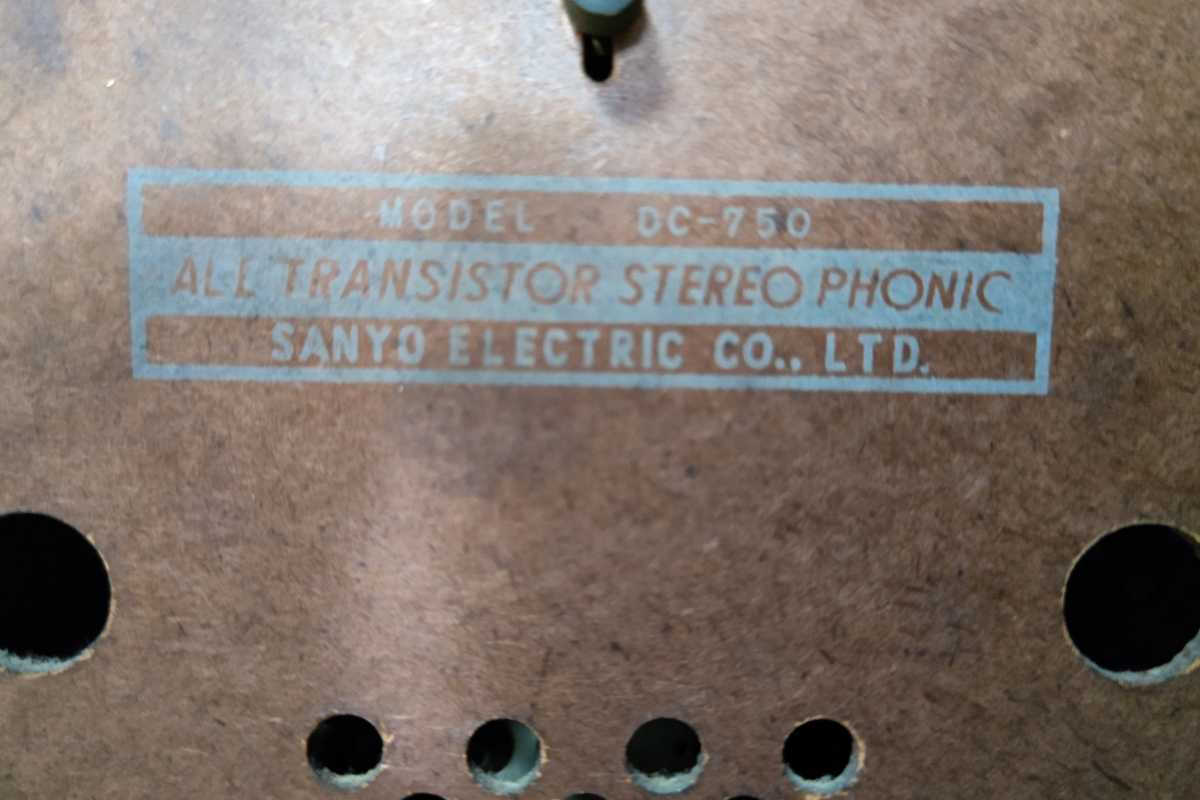 MODEL DC-750
ALL TRANSISTOR STEREO PHONIC
SANYO ELECTRIC CO., LTD.